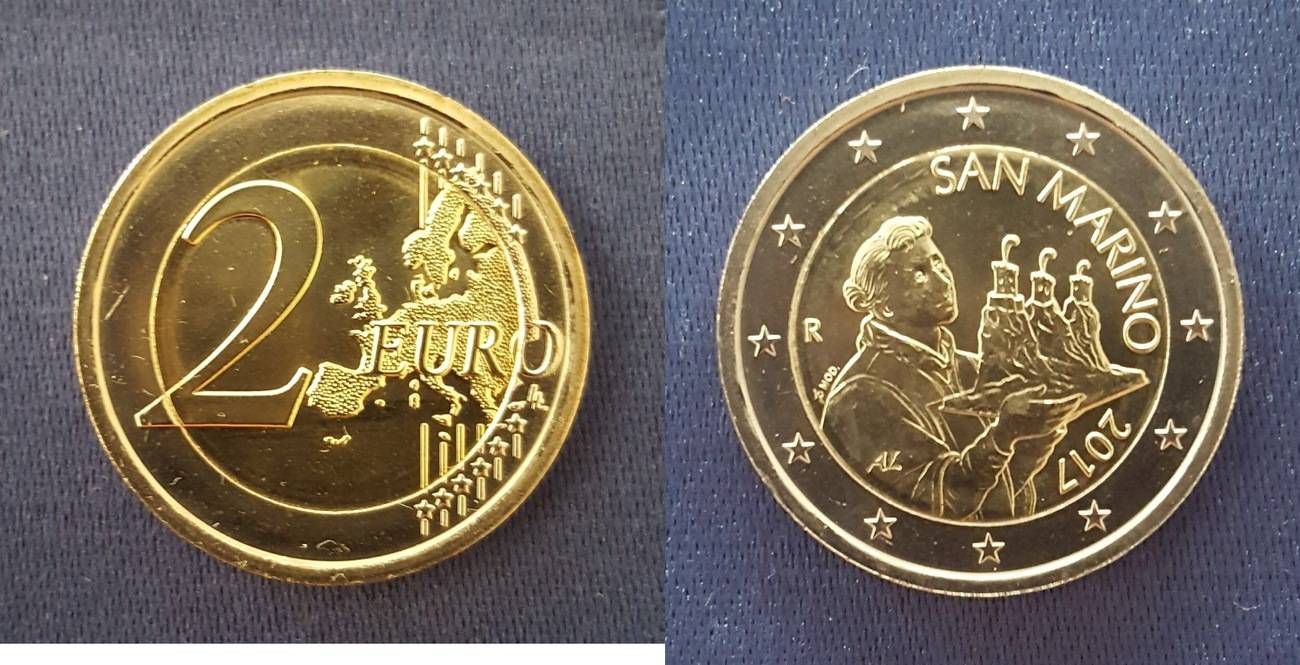 2
EURO
SAN MARINO
2017
R
AL